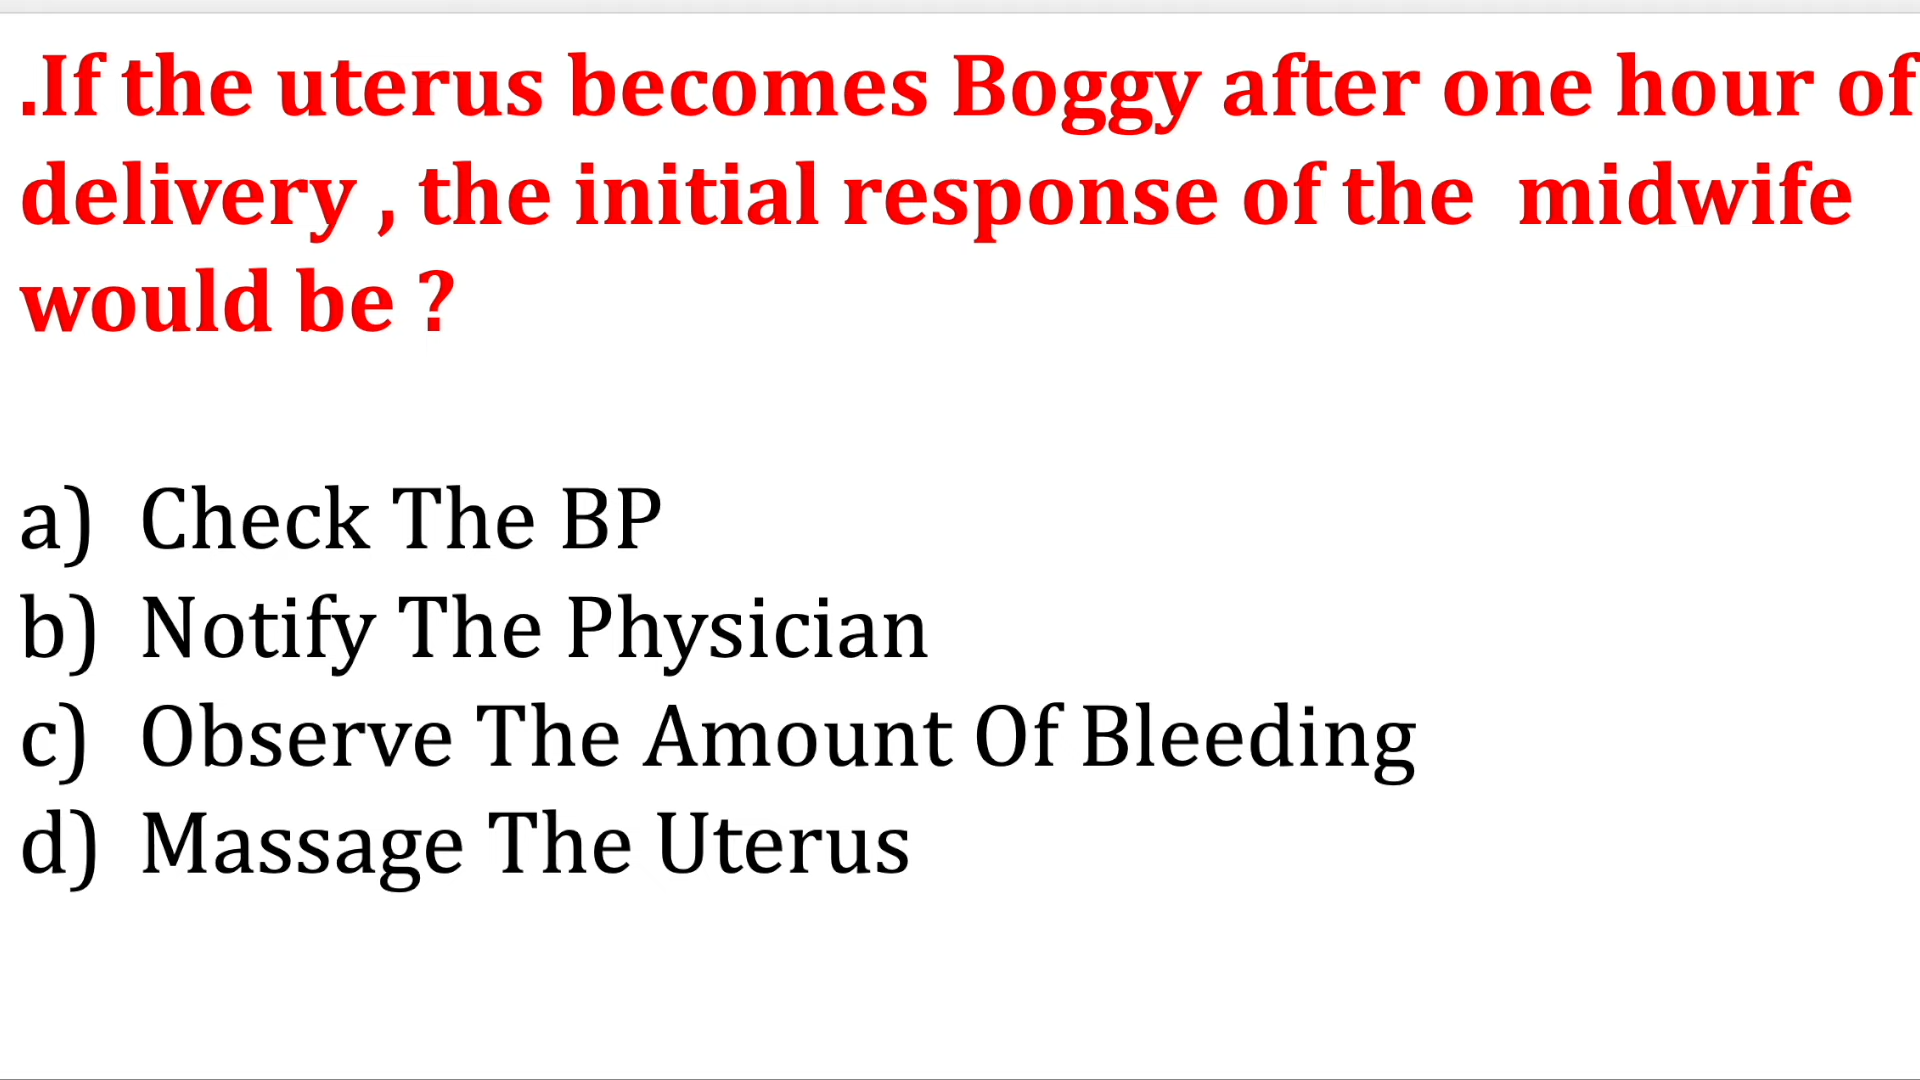 .If the uterus becomes Boggy after one hour of
delivery , the initial response of the  midwife
would be ?
a) Check The BP
b) Notify The Physician
c) Observe The Amount Of Bleeding
d) Massage The Uterus